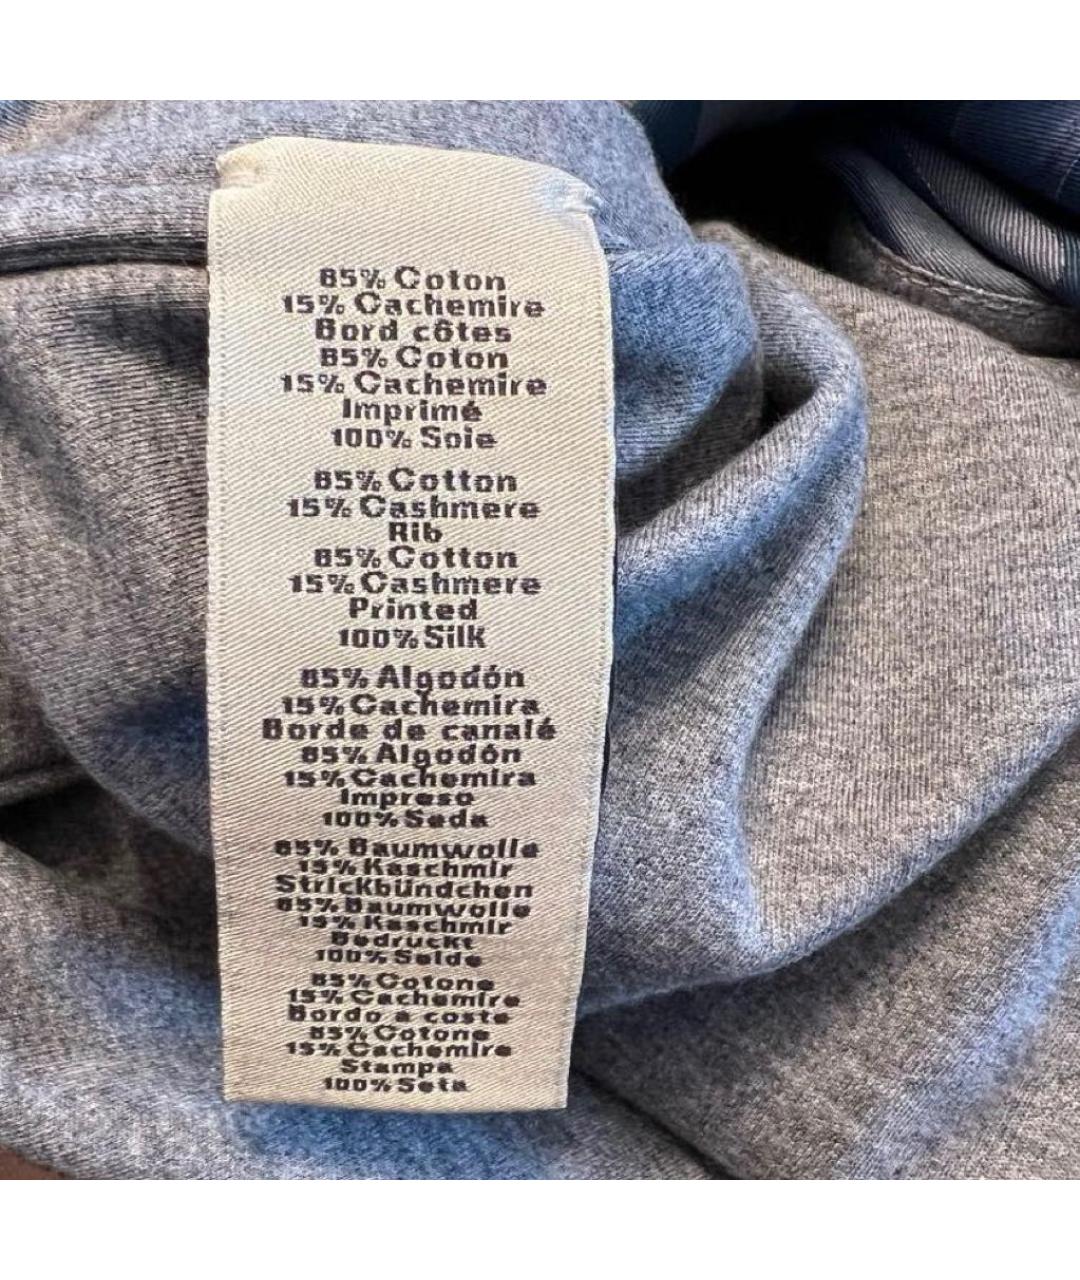 85% Coton
15% Cachemire
Bord côtes
85% Coton
15% Cachemire
Imprimé
100% Soie
85% Cotton
15% Cashmere
Rib
85% Cotton
15% Cashmere
Printed
100% Silk
85% Algodón
15% Cachemira
Borde de canalé
85% Algodón
15% Cachemira
Impreso
100% Seda
85% Baumwolle
15% Kaschmir
Strickbündchen
85% Baumwolle
15% Kaschmir
Bedruckt
100% Seide
85% Cotone
15% Cachemire
Bordo a coste
85% Cotone
15% Cachemire
Stampa
100% Seta